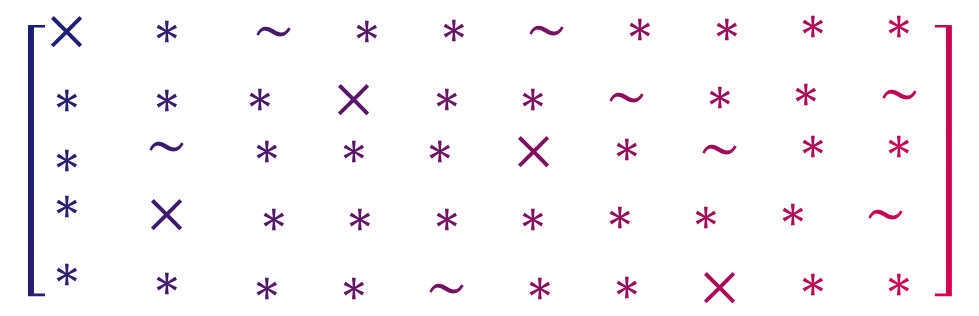 × * ~ * * ~ * * * *
* * * × * * ~ * * ~
* ~ * * * × * ~ * *
* × * * * * * * * ~
* * * * ~ * * × * *